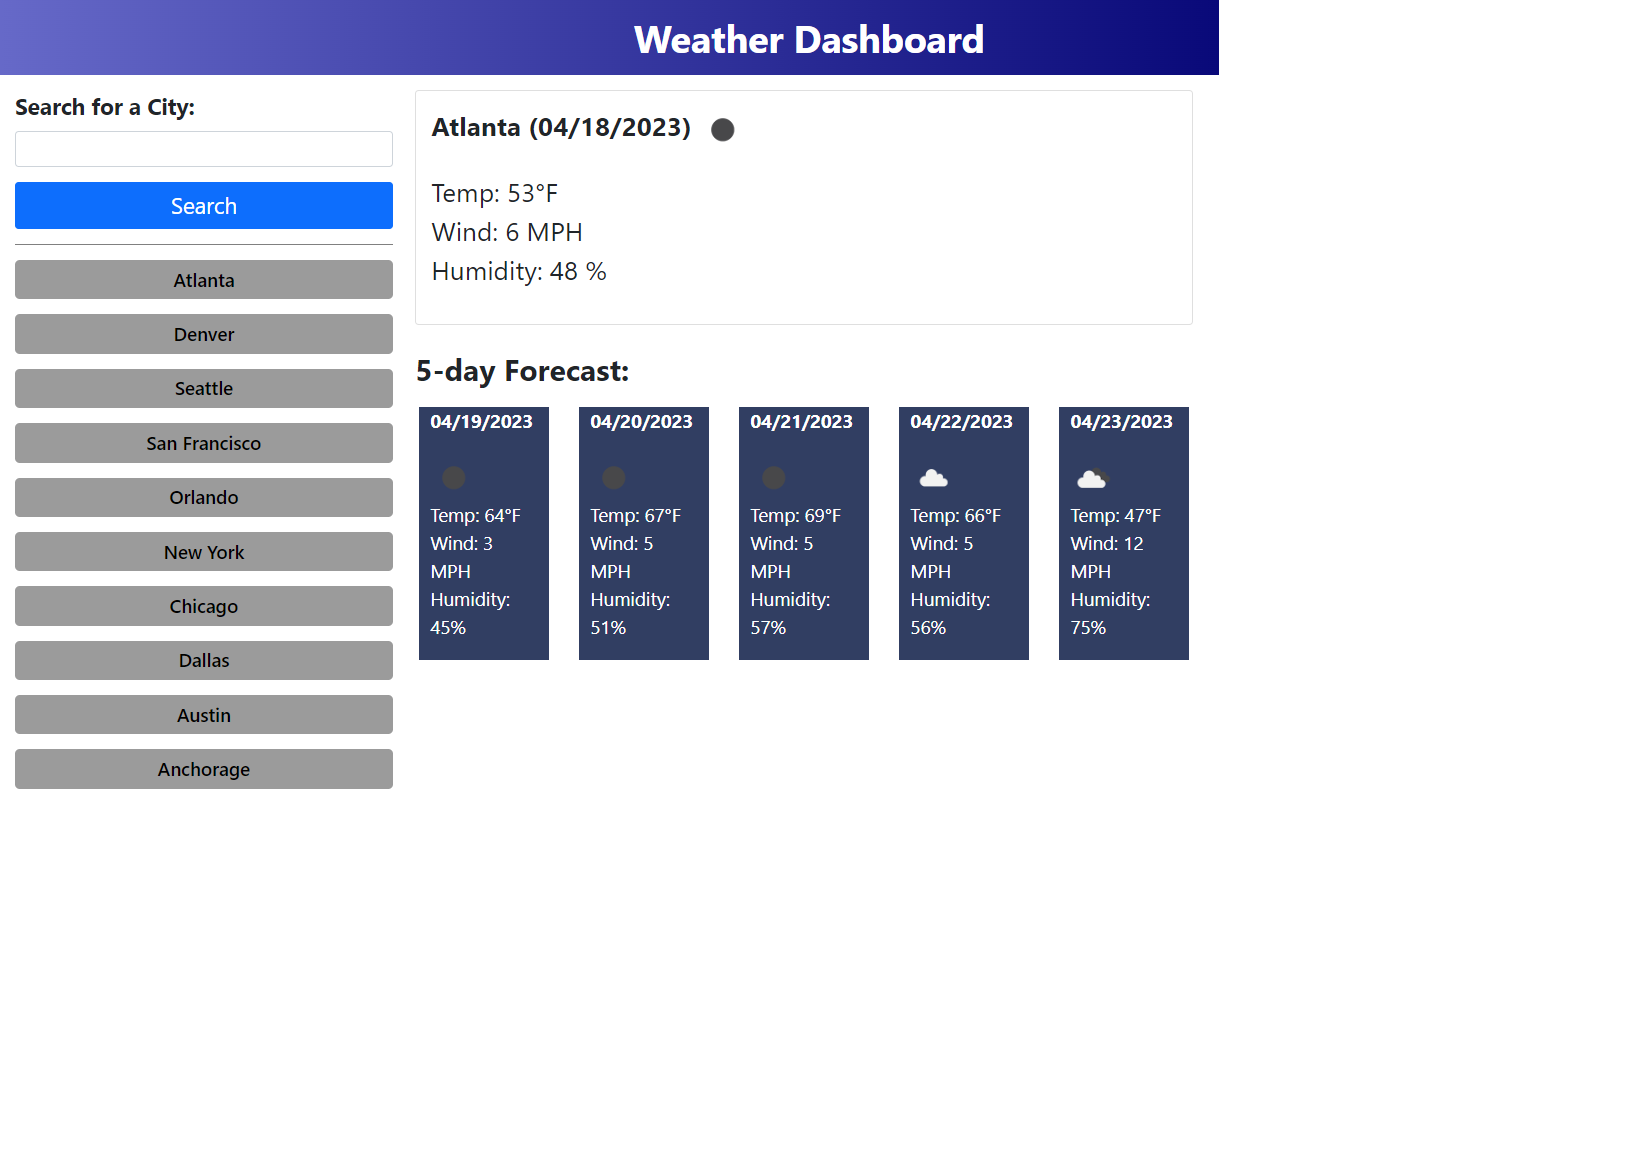 Weather Dashboard
Search for a City:
Search
Atlanta
Denver
Seattle
San Francisco
Orlando
New York
Chicago
Dallas
Austin
Anchorage
Atlanta (04/18/2023)
Temp: 53°F
Wind: 6 MPH
Humidity: 48 %
5-day Forecast:
04/19/2023
Temp: 64°F
Wind: 3
MPH
Humidity:
45%
04/20/2023
Temp: 67°F
Wind: 5
MPH
Humidity:
51%
04/21/2023
Temp: 69°F
Wind: 5
MPH
Humidity:
57%
04/22/2023
Temp: 66°F
Wind: 5
MPH
Humidity:
56%
04/23/2023
Temp: 47°F
Wind: 12
MPH
Humidity:
75%